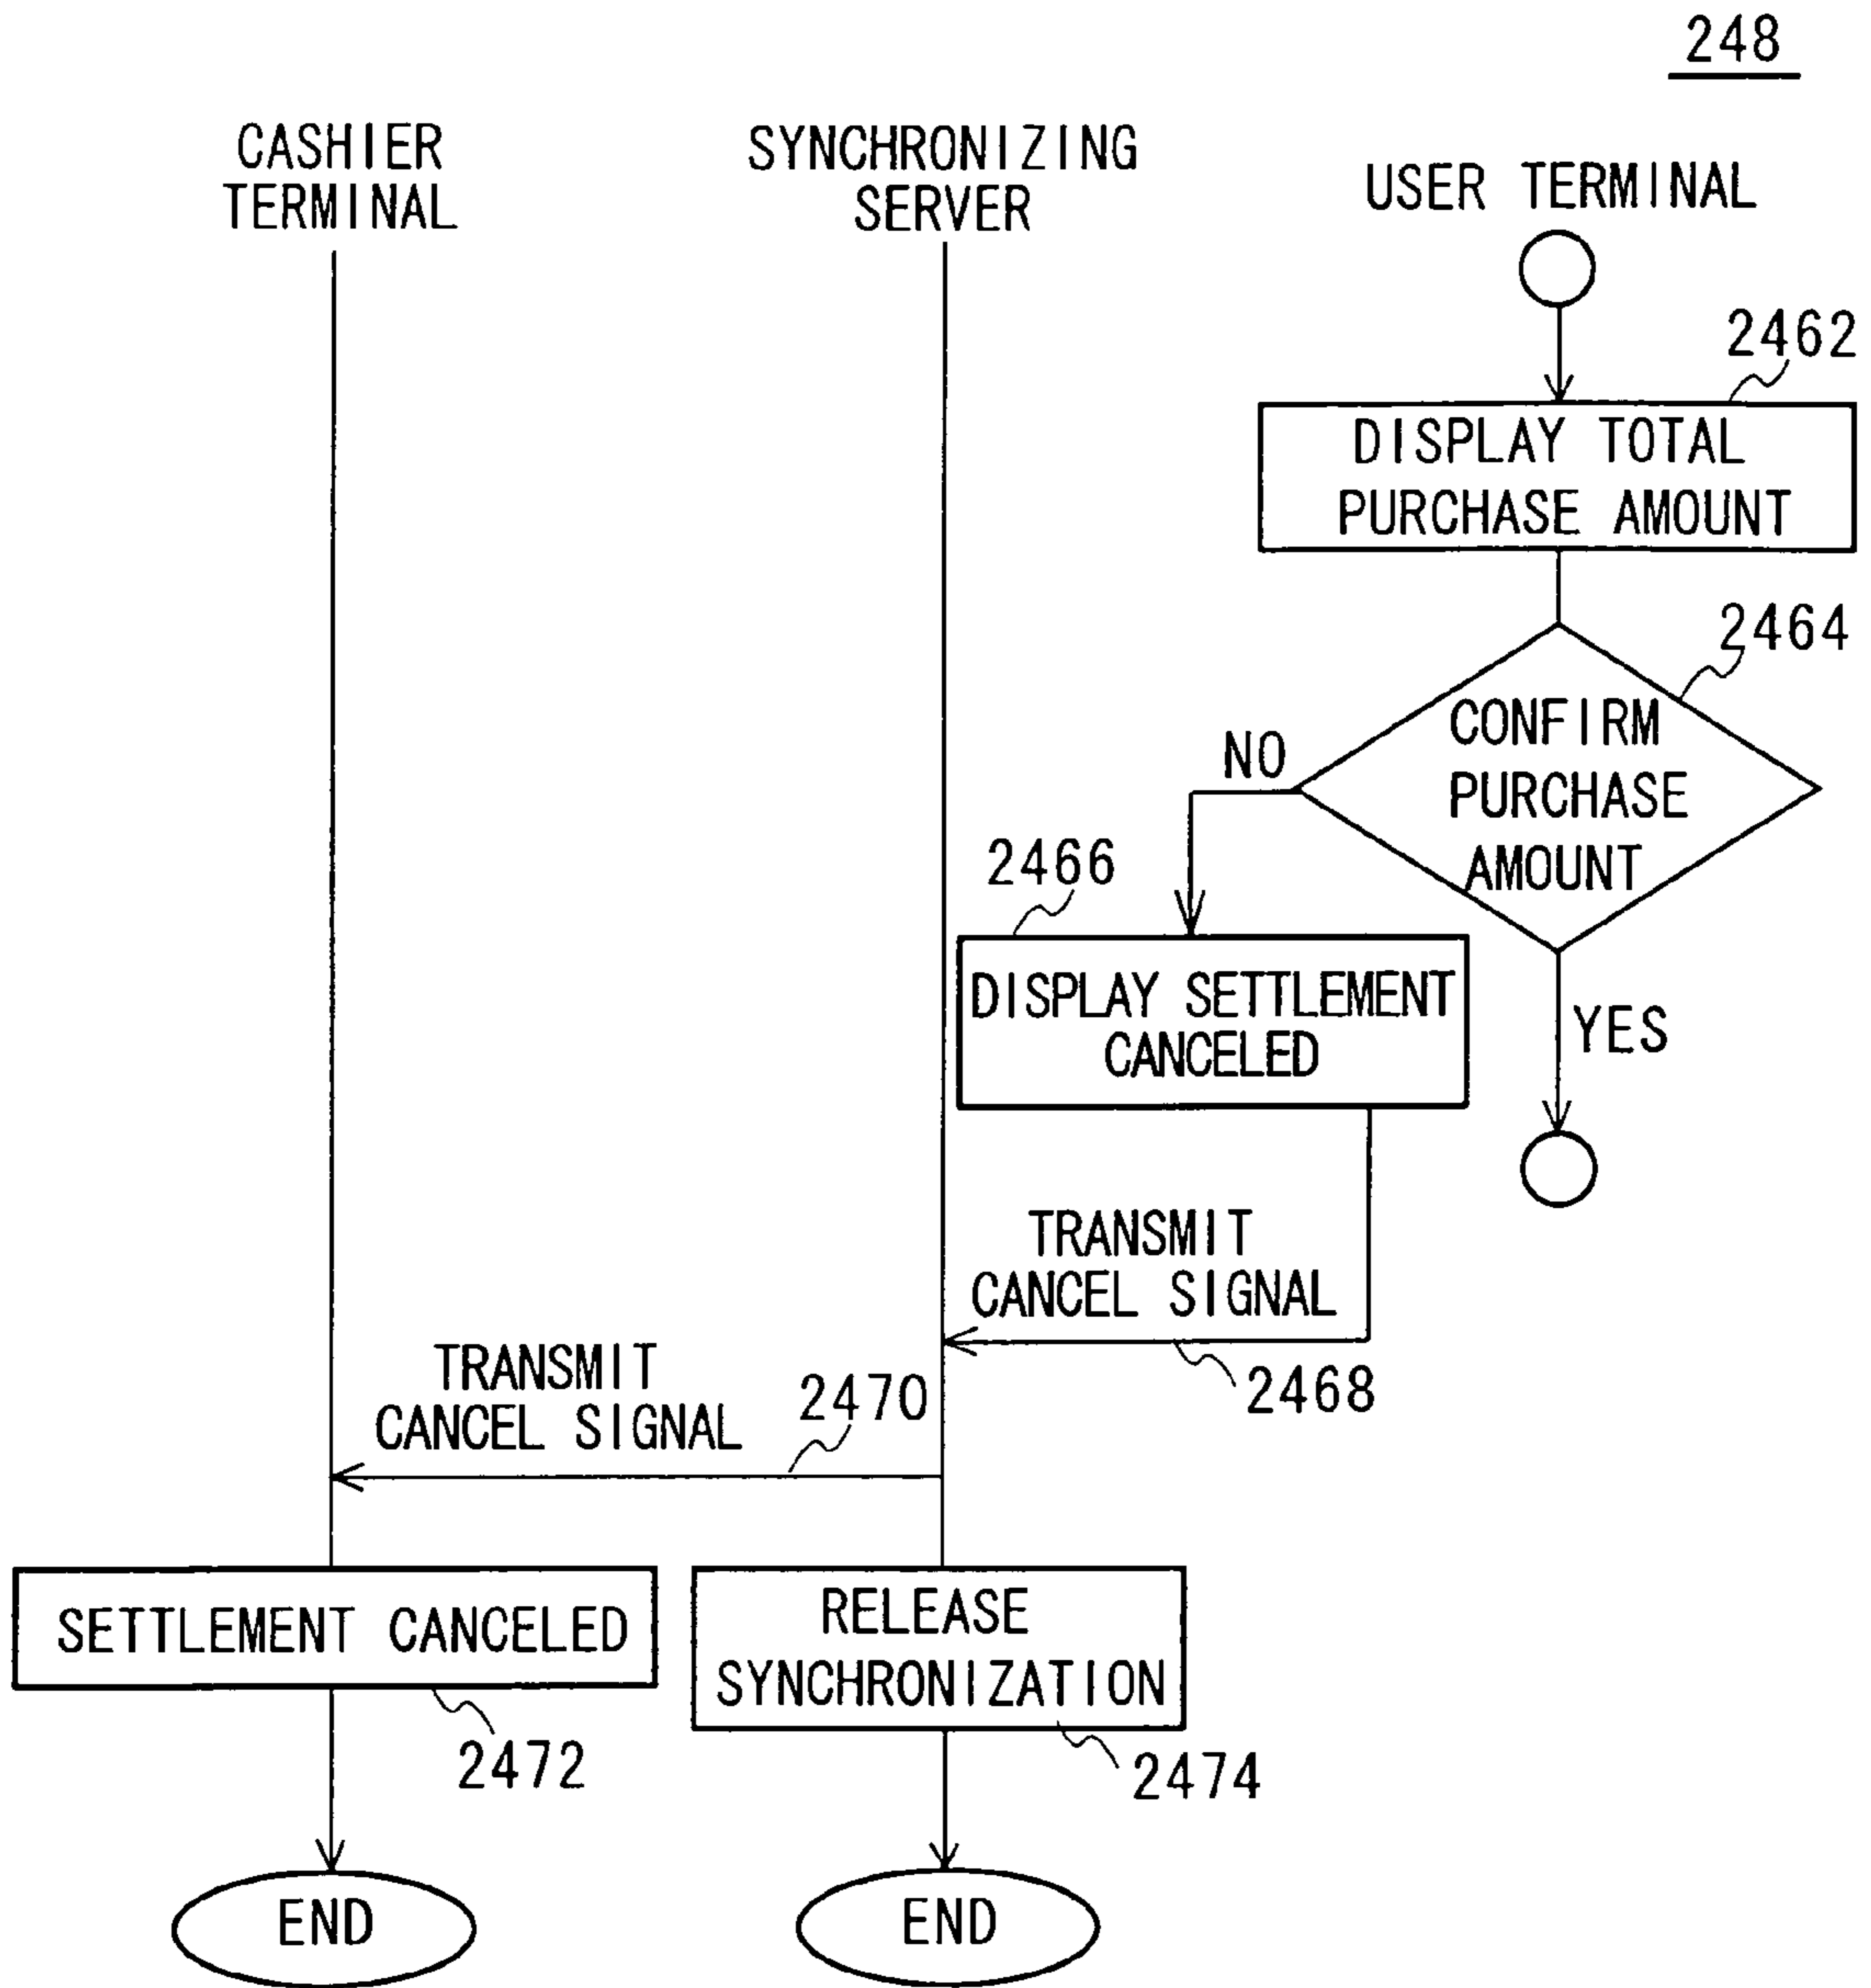 248
CASHIER
TERMINAL
SYNCHRONIZING
SERVER
USER TERMINAL
2462
DISPLAY TOTAL
PURCHASE AMOUNT
2464
CONFIRM
PURCHASE
AMOUNT
NO
2466
DISPLAY SETTLEMENT
CANCELED
YES
TRANSMIT
CANCEL SIGNAL
2468
TRANSMIT
CANCEL SIGNAL
2470
SETTLEMENT CANCELED
2472
RELEASE
SYNCHRONIZATION
2474
END
END